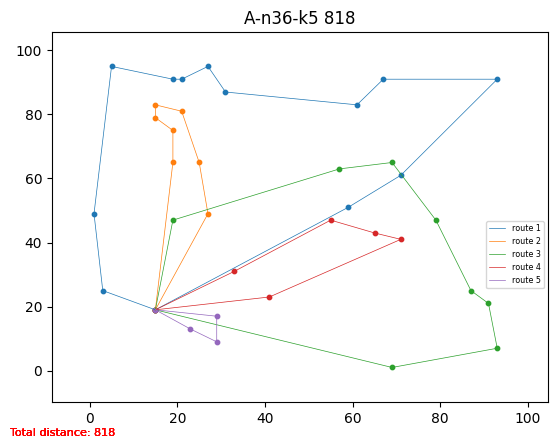 A-n36-k5 818
100
80
60
40
20
0
route 1
route 2
route 3
route 4
route 5
0 20 40 60 80 100
Total distance: 818